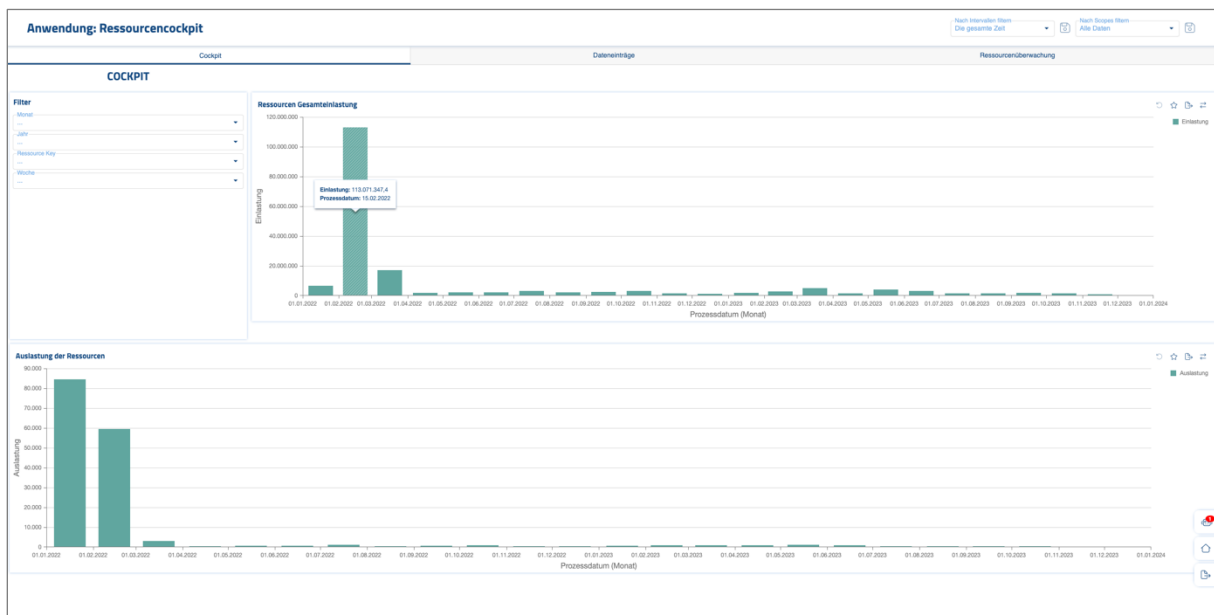 Anwendung: Ressourcencockpit
Nach Intervallen filtern
Die gesamte Zeit
Nach Scopes filtern
Alle Daten
Cockpit
Dateneinträge
Ressourcenüberwachung
COCKPIT
Filter
Monat
...
Jahr
...
Ressource Key
...
Woche
...
Ressourcen Gesamteinlastung
Einlastung
120.000.000
100.000.000
80.000.000
60.000.000
40.000.000
20.000.000
0
Einlastung
Einlastung: 113.071.347,4
Prozessdatum: 15.02.2022
01.01.2022 01.02.2022 01.03.2022 01.04.2022 01.05.2022 01.06.2022 01.07.2022 01.08.2022 01.09.2022 01.10.2022 01.11.2022 01.12.2022 01.01.2023 01.02.2023 01.03.2023 01.04.2023 01.05.2023 01.06.2023 01.07.2023 01.08.2023 01.09.2023 01.10.2023 01.11.2023 01.12.2023 01.01.2024
Prozessdatum (Monat)
Auslastung der Ressourcen
Auslastung
90.000
80.000
70.000
60.000
50.000
40.000
30.000
20.000
10.000
0
Auslastung
01.01.2022 01.02.2022 01.03.2022 01.04.2022 01.05.2022 01.06.2022 01.07.2022 01.08.2022 01.09.2022 01.10.2022 01.11.2022 01.12.2022 01.01.2023 01.02.2023 01.03.2023 01.04.2023 01.05.2023 01.06.2023 01.07.2023 01.08.2023 01.09.2023 01.10.2023 01.11.2023 01.12.2023 01.01.2024
Prozessdatum (Monat)
1